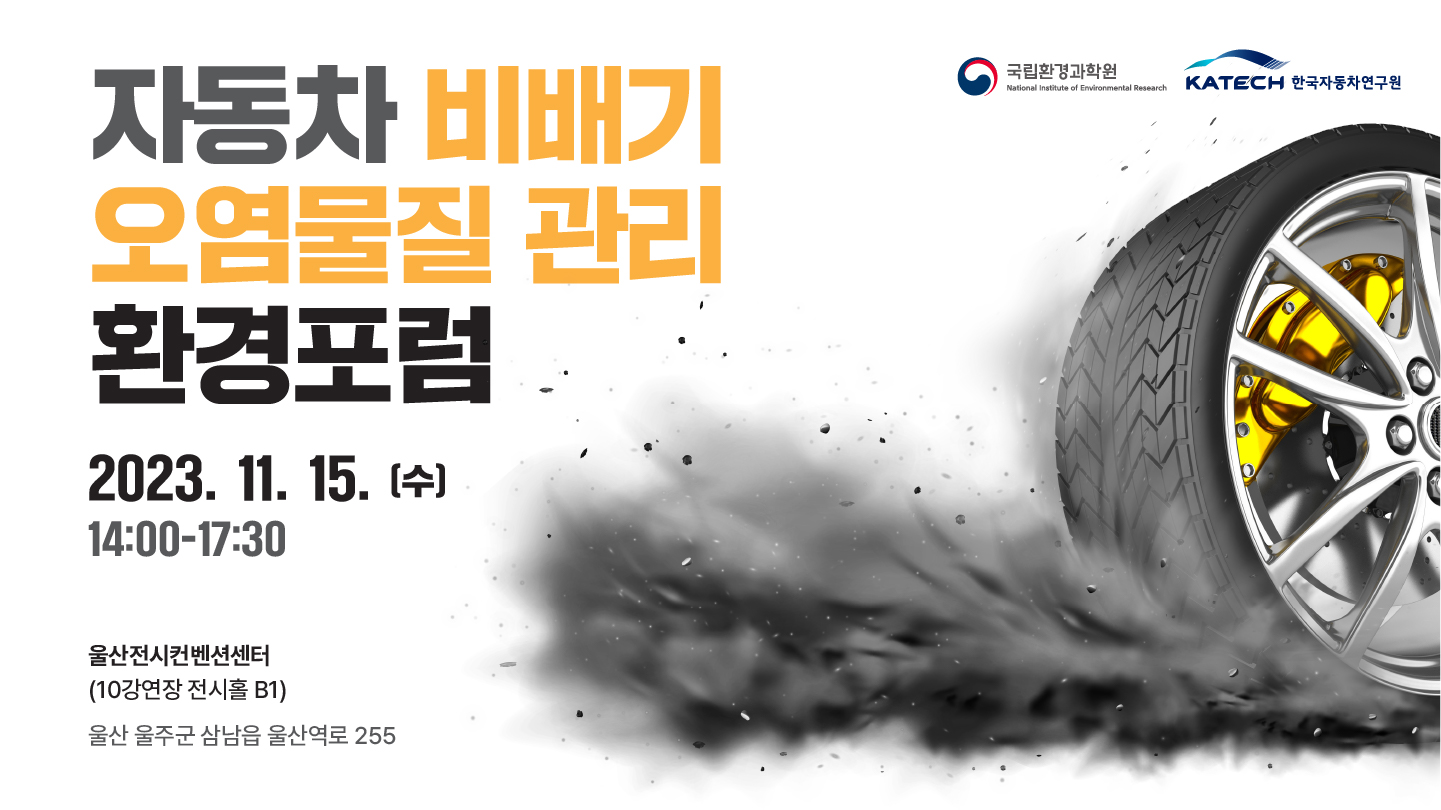 자동차 비배기
오염물질 관리
환경포럼
2023. 11. 15. (수)
14:00-17:30
울산전시컨벤션센터
(10강연장 전시홀 B1)
울산 울주군 삼남읍 울산역로 255
국립환경과학원
National Institute of Environmental Research
KATECH 한국자동차연구원